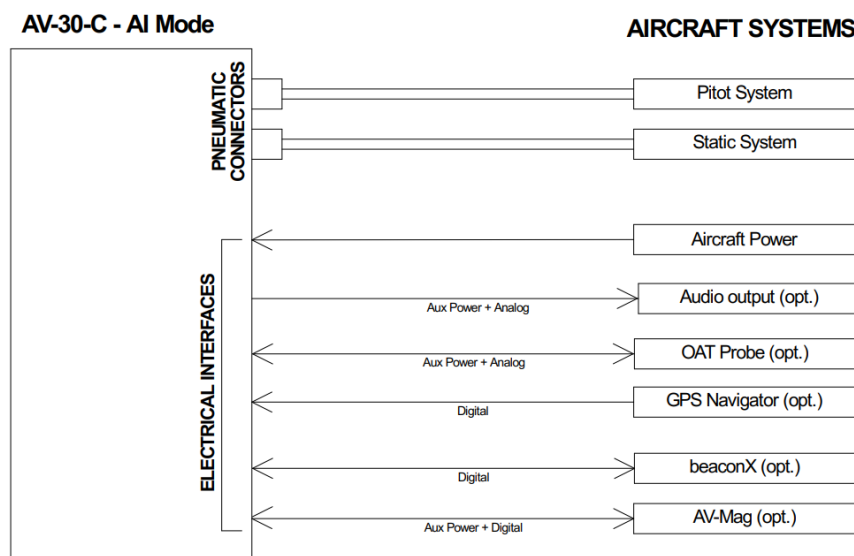 AV-30-C - AI Mode
AIRCRAFT SYSTEMS
PNEUMATIC
CONNECTORS
Pitot System
Static System
ELECTRICAL INTERFACES
Aircraft Power
Aux Power + Analog
Audio output (opt.)
Aux Power + Analog
OAT Probe (opt.)
Digital
GPS Navigator (opt.)
Digital
beaconX (opt.)
Aux Power + Digital
AV-Mag (opt.)